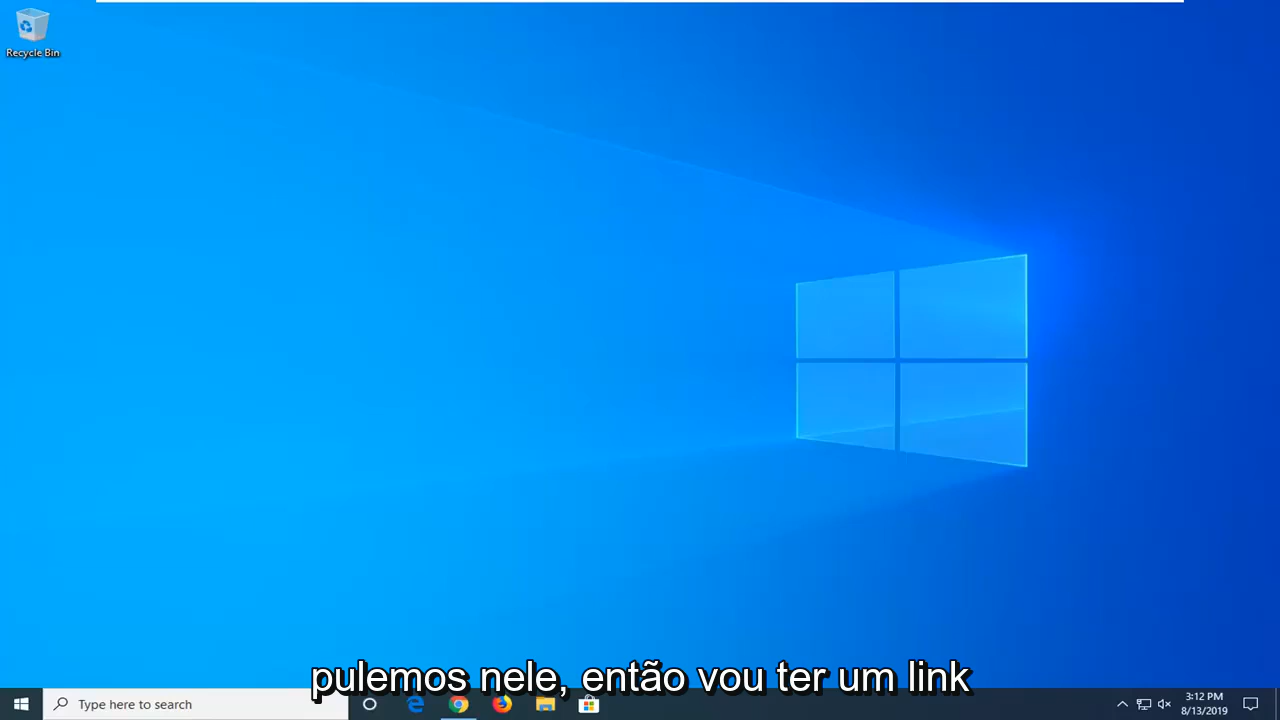 Recycle Bin
pulemos nele, então vou ter um link
Type here to search
3:12 PM
8/13/2019